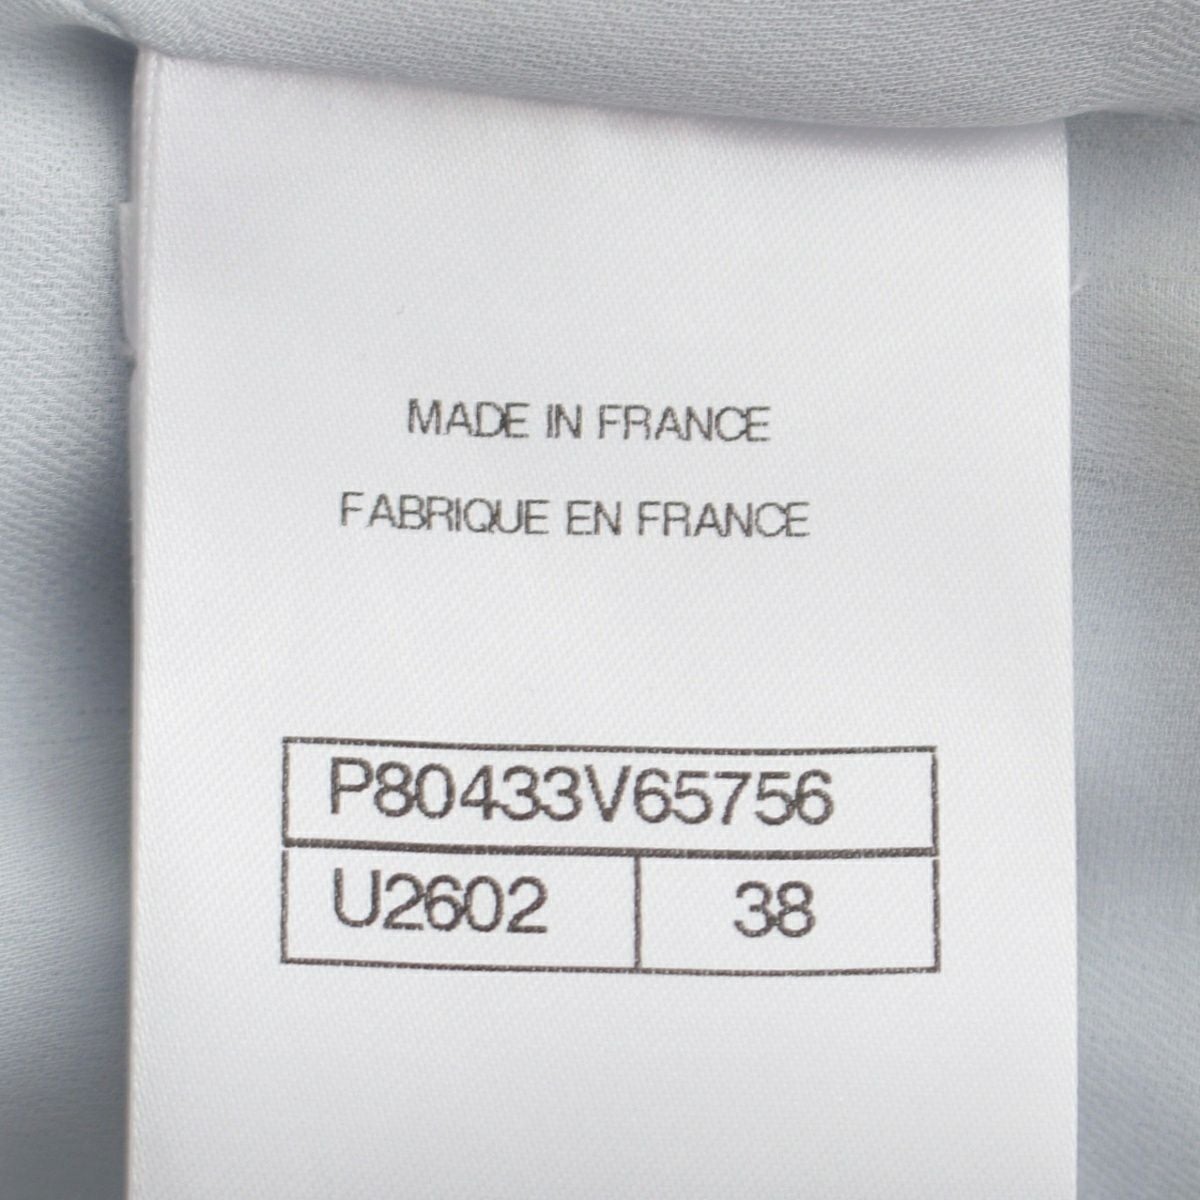 MADE IN FRANCE
FABRIQUE EN FRANCE
P80433V65756
U2602 38